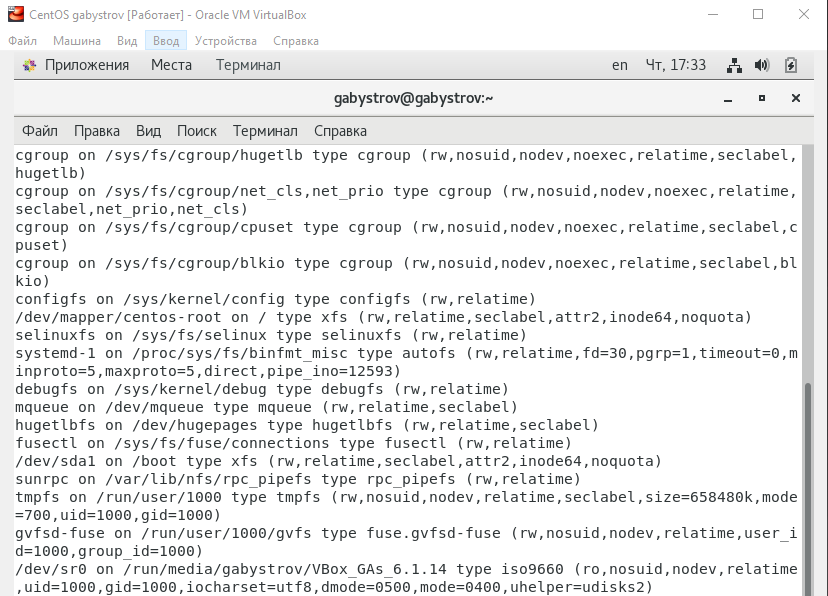 CentOS gabystrov [Работает] - Oracle VM VirtualBox
Файл Машина Вид Ввод Устройства Справка
Приложения Места Терминал en Чт, 17:33
gabystrov@gabystrov:~
Файл Правка Вид Поиск Терминал Справка
cgroup on /sys/fs/cgroup/hugetlb type cgroup (rw,nosuid,nodev,noexec,relatime,seclabel,
hugetlb)
cgroup on /sys/fs/cgroup/net_cls,net_prio type cgroup (rw,nosuid,nodev,noexec,relatime,
seclabel,net_prio,net_cls)
cgroup on /sys/fs/cgroup/cpuset type cgroup (rw,nosuid,nodev,noexec,relatime,seclabel,c
puset)
cgroup on /sys/fs/cgroup/blkio type cgroup (rw,nosuid,nodev,noexec,relatime,seclabel,bl
kio)
configfs on /sys/kernel/config type configfs (rw,relatime)
/dev/mapper/centos-root on / type xfs (rw,relatime,seclabel,attr2,inode64,noquota)
selinuxfs on /sys/fs/selinux type selinuxfs (rw,relatime)
systemd-1 on /proc/sys/fs/binfmt_misc type autofs (rw,relatime,fd=30,pgrp=1,timeout=0,m
inproto=5,maxproto=5,direct,pipe_ino=12593)
debugfs on /sys/kernel/debug type debugfs (rw,relatime)
mqueue on /dev/mqueue type mqueue (rw,relatime,seclabel)
hugetlbfs on /dev/hugepages type hugetlbfs (rw,relatime,seclabel)
fusectl on /sys/fs/fuse/connections type fusectl (rw,relatime)
/dev/sda1 on /boot type xfs (rw,relatime,seclabel,attr2,inode64,noquota)
sunrpc on /var/lib/nfs/rpc_pipefs type rpc_pipefs (rw,relatime)
tmpfs on /run/user/1000 type tmpfs (rw,nosuid,nodev,relatime,seclabel,size=658480k,mode
=700,uid=1000,gid=1000)
gvfsd-fuse on /run/user/1000/gvfs type fuse.gvfsd-fuse (rw,nosuid,nodev,relatime,user_i
d=1000,group_id=1000)
/dev/sr0 on /run/media/gabystrov/VBox_GAs_6.1.14 type iso9660 (ro,nosuid,nodev,relatime
,uid=1000,gid=1000,iocharset=utf8,dmode=0500,mode=0400,uhelper=udisks2)